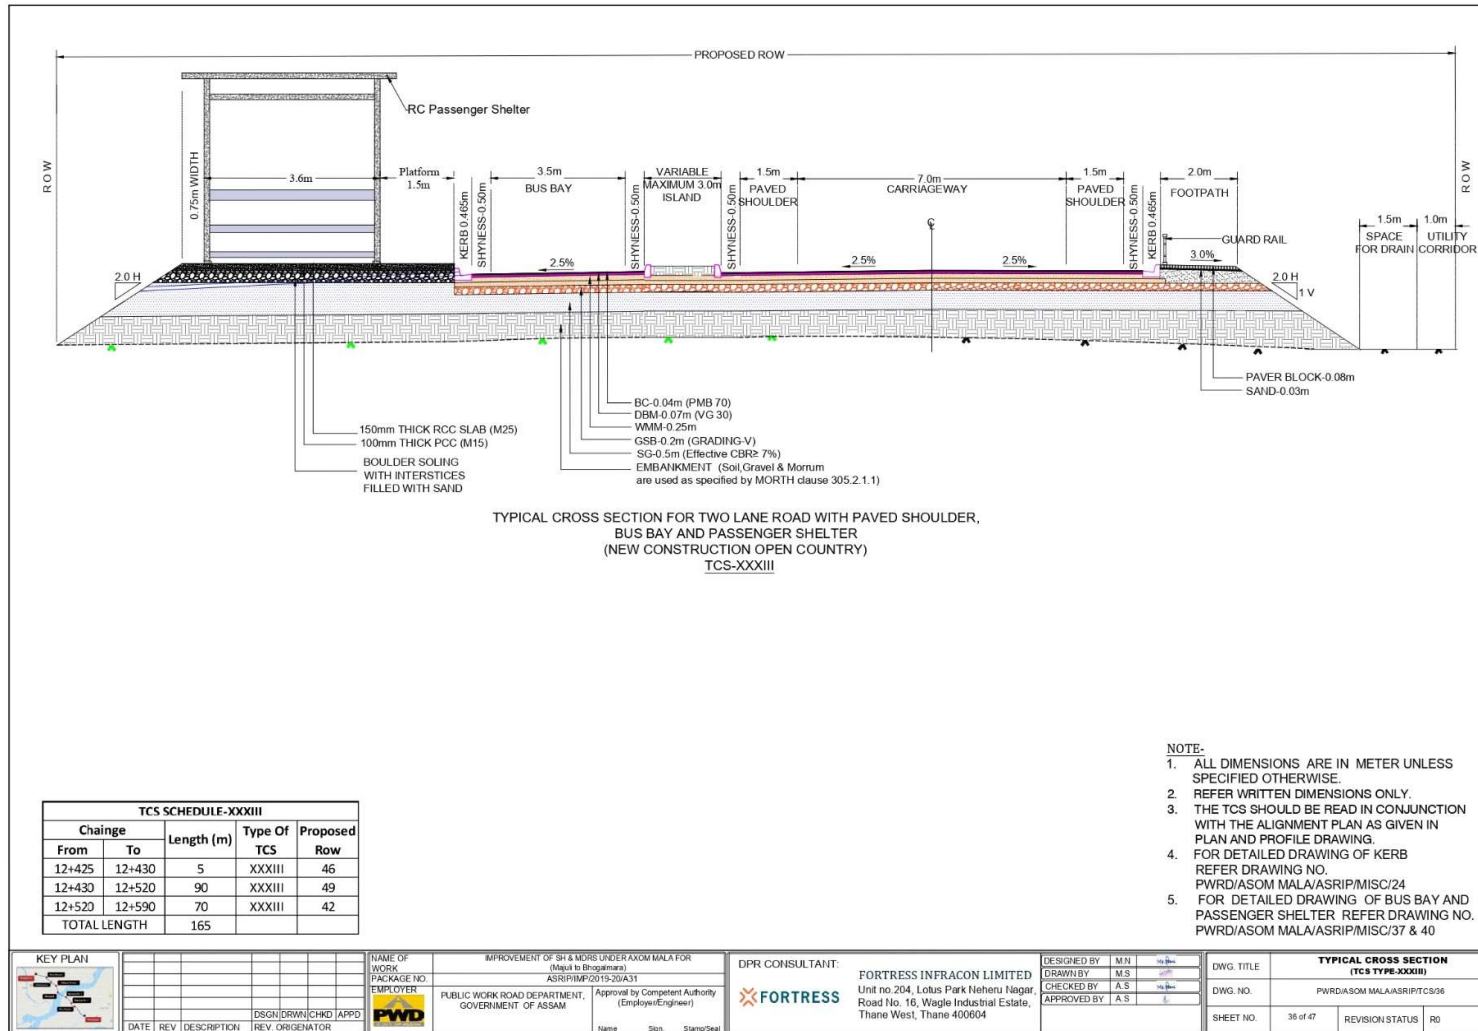 PROPOSED ROW
RC Passenger Shelter
ROW
ROW
0.75m WIDTH
3.6m
Platform
1.5m
KERB 0.465m
SHYNESS-0.50m
3.5m
BUS BAY
SHYNESS-0.50m
VARIABLE
MAXIMUM 3.0m
ISLAND
SHYNESS-0.50m
1.5m
PAVED
SHOULDER
7.0m
CARRIAGEWAY
1.5m
PAVED
SHOULDER
SHYNESS-0.50m
KERB 0.465m
2.0m
FOOTPATH
GUARD RAIL
1.5m
SPACE
FOR DRAIN
1.0m
UTILITY
CORRIDOR
2.0 H
2.5%
2.5%
2.5%
3.0%
2.0 H
1 V
PAVER BLOCK-0.08m
SAND-0.03m
150mm THICK RCC SLAB (M25)
100mm THICK PCC (M15)
BOULDER SOLING
WITH INTERSTICES
FILLED WITH SAND
BC-0.04m (PMB 70)
DBM-0.07m (VG 30)
WMM-0.25m
GSB-0.2m (GRADING-V)
SG-0.5m (Effective CBR≥ 7%)
EMBANKMENT (Soil,Gravel & Morrum
are used as specified by MORTH clause 305.2.1.1)
TYPICAL CROSS SECTION FOR TWO LANE ROAD WITH PAVED SHOULDER,
BUS BAY AND PASSENGER SHELTER
(NEW CONSTRUCTION OPEN COUNTRY)
TCS-XXXIII
NOTE-
1. ALL DIMENSIONS ARE IN METER UNLESS
SPECIFIED OTHERWISE.
2. REFER WRITTEN DIMENSIONS ONLY.
3. THE TCS SHOULD BE READ IN CONJUNCTION
WITH THE ALIGNMENT PLAN AS GIVEN IN
PLAN AND PROFILE DRAWING.
4. FOR DETAILED DRAWING OF KERB
REFER DRAWING NO.
PWRD/ASOM MALA/ASRIP/MISC/24
5. FOR DETAILED DRAWING OF BUS BAY AND
PASSENGER SHELTER REFER DRAWING NO.
PWRD/ASOM MALA/ASRIP/MISC/37 & 40
TCS SCHEDULE-XXXIII
Chainge Length (m) Type Of TCS Proposed Row
From To
12+425 12+430 5 XXXIII 46
12+430 12+520 90 XXXIII 49
12+520 12+590 70 XXXIII 42
TOTAL LENGTH 165
KEY PLAN
DSGN DRWN CHKD APPD
DATE REV DESCRIPTION REV. ORIGENATOR
NAME OF
WORK
IMPROVEMENT OF SH & MDRS UNDER AXOM MALA FOR
(Majuli to Bhogaimara)
PACKAGE NO. ASRIP/IMP/2019-20/A31
EMPLOYER
PWD
PUBLIC WORK ROAD DEPARTMENT,
GOVERNMENT OF ASSAM
Approval by Competent Authority
(Employer/Engineer)
Name Sign. Stamp/Seal
DPR CONSULTANT:
FORTRESS
FORTRESS INFRACON LIMITED
Unit no.204, Lotus Park Neheru Nagar,
Road No. 16, Wagle Industrial Estate,
Thane West, Thane 400604
DESIGNED BY M.N
DRAWN BY M.S
CHECKED BY A.S
APPROVED BY A.S
DWG. TITLE TYPICAL CROSS SECTION
(TCS TYPE-XXXIII)
DWG. NO. PWRD/ASOM MALA/ASRIP/TCS/36
SHEET NO. 36 of 47 REVISION STATUS R0